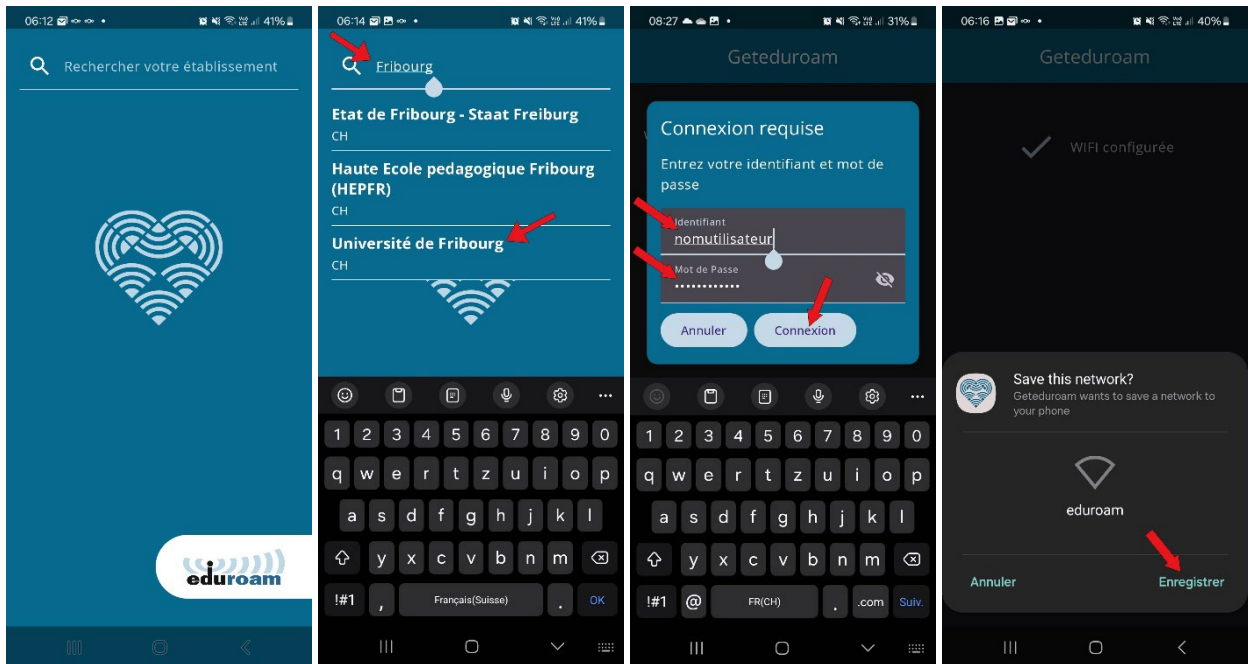 06:12
41%
Rechercher votre établissement
eduroam
06:14
41%
Fribourg
Etat de Fribourg - Staat Freiburg
CH
Haute Ecole pedagogique Fribourg
(HEPFR)
CH
Université de Fribourg
CH
1 2 3 4 5 6 7 8 9 0
q w e r t z u i o p
a s d f g h j k l
y x c v b n m
!#1 , Français(Suisse) . OK
08:27
31%
Geteduroam
Connexion requise
Entrez votre identifiant et mot de
passe
Identifiant
nomutilisateur
Mot de Passe
Annuler Connexion
1 2 3 4 5 6 7 8 9 0
q w e r t z u i o p
a s d f g h j k l
y x c v b n m
!#1 @ FR(CH) . .com Suiv.
06:16
40%
Geteduroam
WIFI configurée
Save this network?
Geteduroam wants to save a network to
your phone
eduroam
Annuler Enregistrer